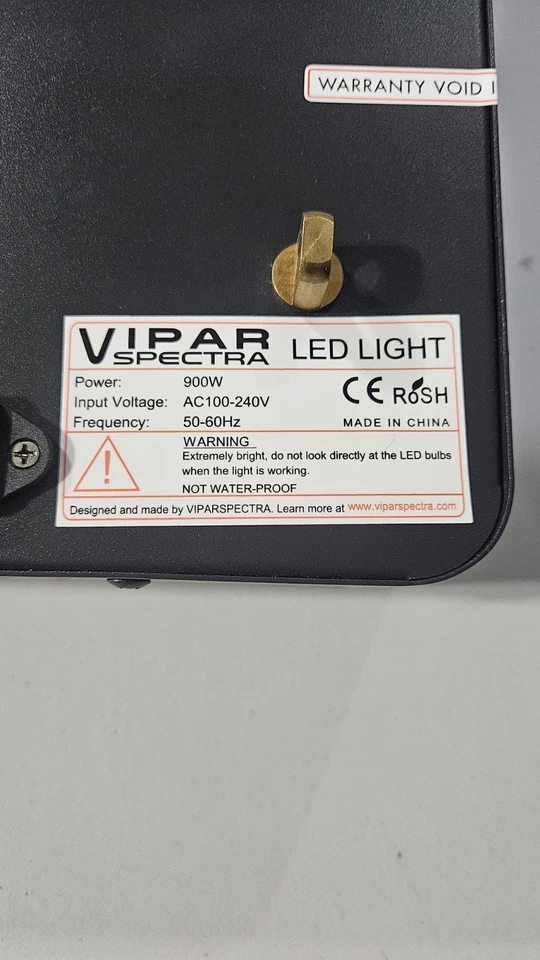 WARRANTY VOID I
VIPAR
SPECTRA
LED LIGHT
Power: 900W
Input Voltage: AC100-240V
Frequency: 50-60Hz
CE RoSH
MADE IN CHINA
WARNING
!
Extremely bright, do not look directly at the LED bulbs
when the light is working.
NOT WATER-PROOF
Designed and made by VIPARSPECTRA. Learn more at www.viparspectra.com